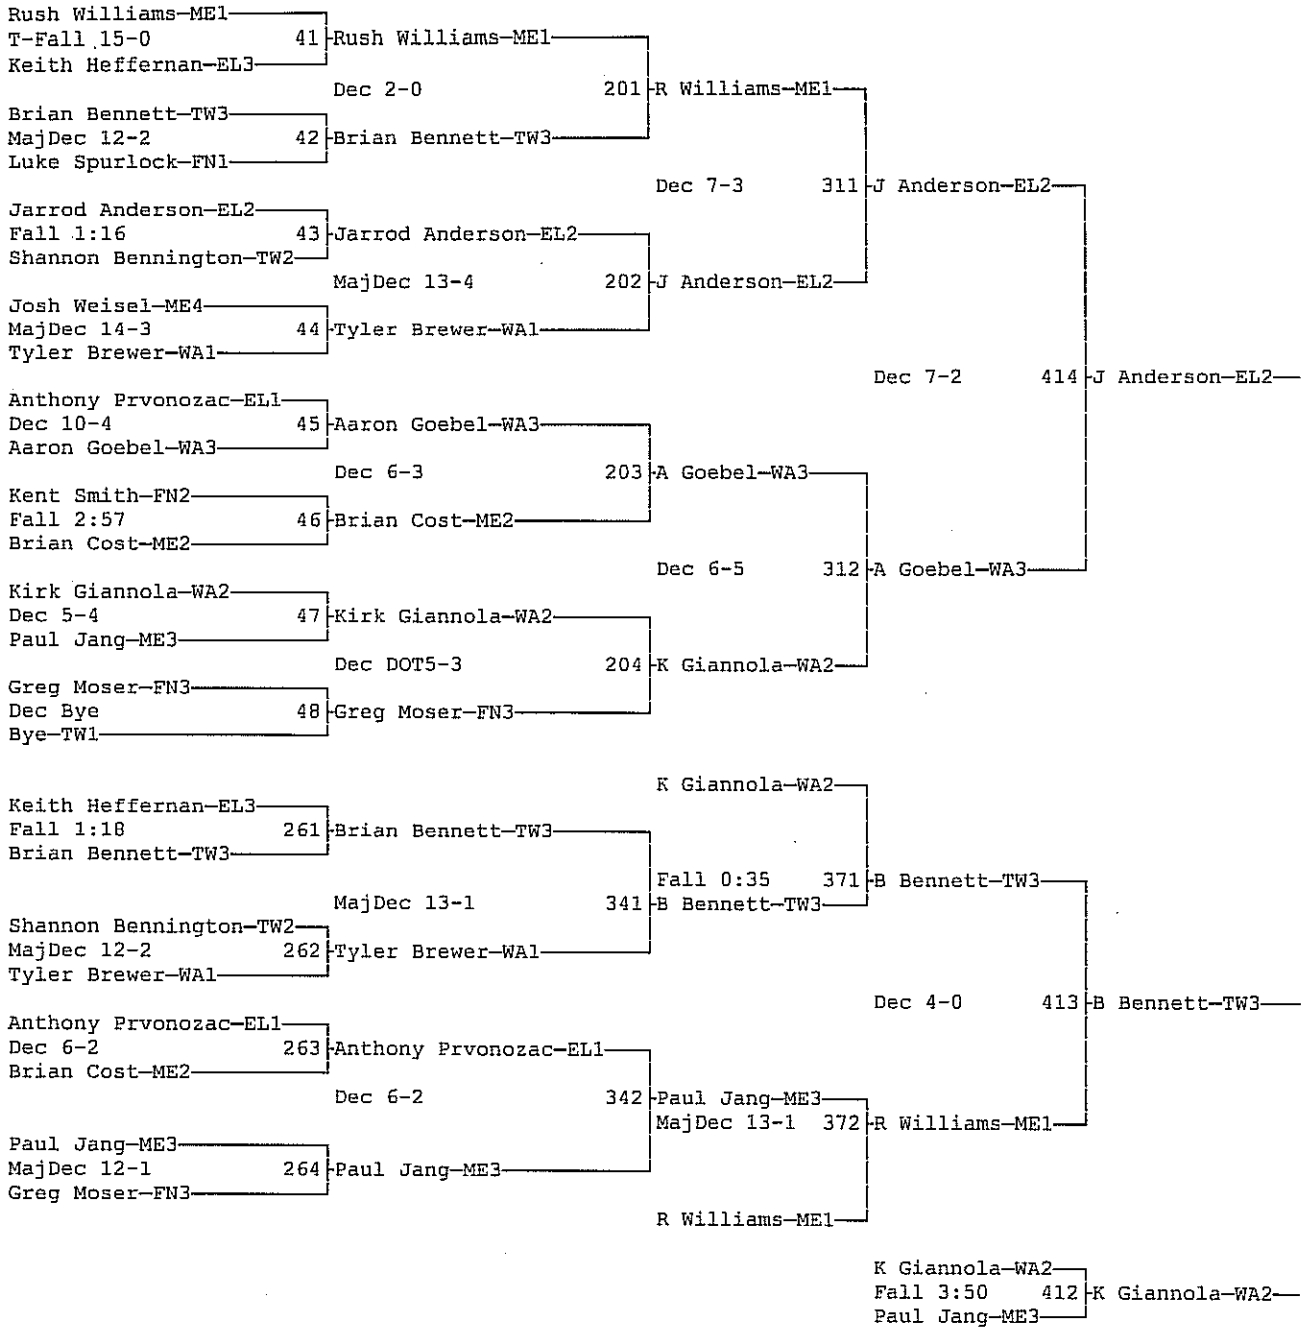 Rush Williams—ME1
T-Fall 15-0 41 Rush Williams—ME1
Keith Heffernan—EL3
Dec 2-0 201 R Williams—ME1
Brian Bennett—TW3
MajDec 12-2 42 Brian Bennett—TW3
Luke Spurlock—FN1
Dec 7-3 311 J Anderson—EL2
Jarrod Anderson—EL2
Fall 1:16 43 Jarrod Anderson—EL2
Shannon Bennington—TW2
MajDec 13-4 202 J Anderson—EL2
Josh Weisel—ME4
MajDec 14-3 44 Tyler Brewer—WA1
Tyler Brewer—WA1
Dec 7-2 414 J Anderson—EL2
Anthony Prvonozac—EL1
Dec 10-4 45 Aaron Goebel—WA3
Aaron Goebel—WA3
Dec 6-3 203 A Goebel—WA3
Kent Smith—FN2
Fall 2:57 46 Brian Cost—ME2
Brian Cost—ME2
Dec 6-5 312 A Goebel—WA3
Kirk Giannola—WA2
Dec 5-4 47 Kirk Giannola—WA2
Paul Jang—ME3
Dec DOT5-3 204 K Giannola—WA2
Greg Moser—FN3
Dec Bye 48 Greg Moser—FN3
Bye—TW1
K Giannola—WA2
Keith Heffernan—EL3
Fall 1:18 261 Brian Bennett—TW3
Brian Bennett—TW3
Fall 0:35 371 B Bennett—TW3
MajDec 13-1 341 B Bennett—TW3
Shannon Bennington—TW2
MajDec 12-2 262 Tyler Brewer—WA1
Tyler Brewer—WA1
Dec 4-0 413 B Bennett—TW3
Anthony Prvonozac—EL1
Dec 6-2 263 Anthony Prvonozac—EL1
Brian Cost—ME2
Dec 6-2 342 Paul Jang—ME3
MajDec 13-1 372 R Williams—ME1
Paul Jang—ME3
MajDec 12-1 264 Paul Jang—ME3
Greg Moser—FN3
R Williams—ME1
K Giannola—WA2
Fall 3:50 412 K Giannola—WA2
Paul Jang—ME3